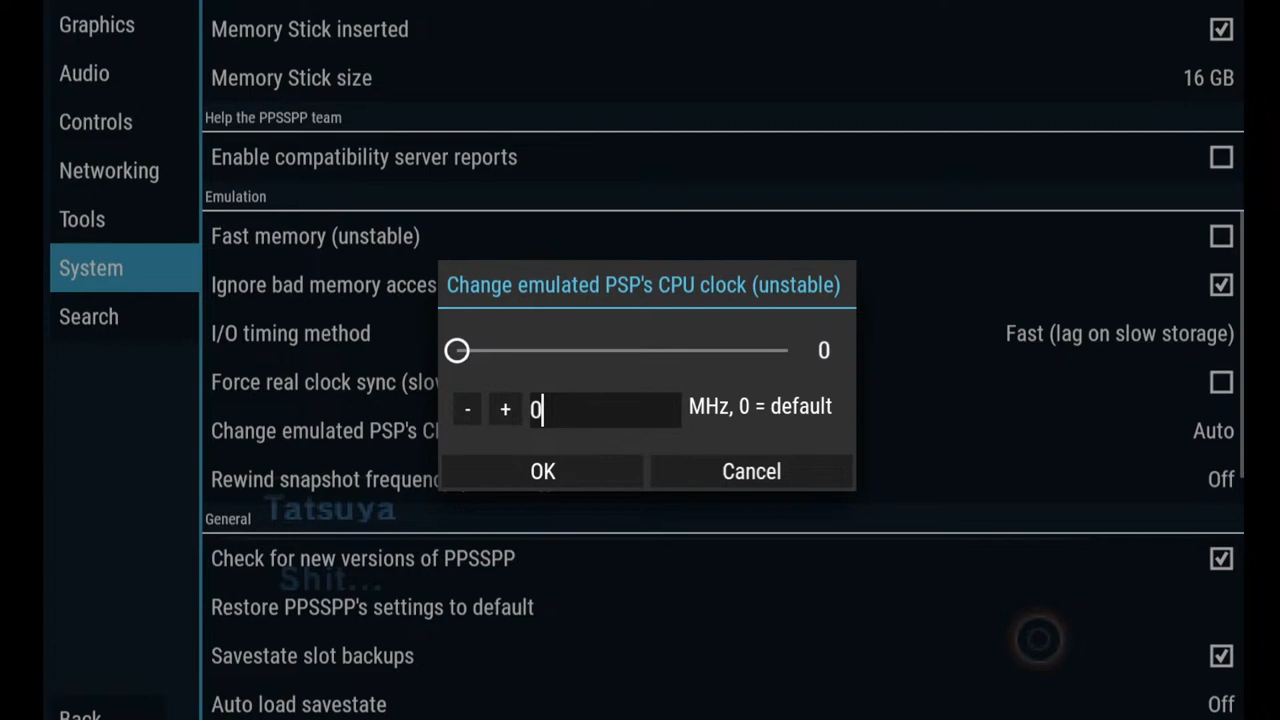 Graphics
Audio
Controls
Networking
Tools
System
Search
Memory Stick inserted
Memory Stick size 16 GB
Help the PPSSPP team
Enable compatibility server reports
Emulation
Fast memory (unstable)
Ignore bad memory acces
I/O timing method Fast (lag on slow storage)
Force real clock sync (slo
Change emulated PSP's C Auto
Rewind snapshot frequenc Off
Change emulated PSP's CPU clock (unstable)
0
- + 0 MHz, 0 = default
OK Cancel
Tatsuya
Shit...
General
Check for new versions of PPSSPP
Restore PPSSPP's settings to default
Savestate slot backups
Auto load savestate Off
Back